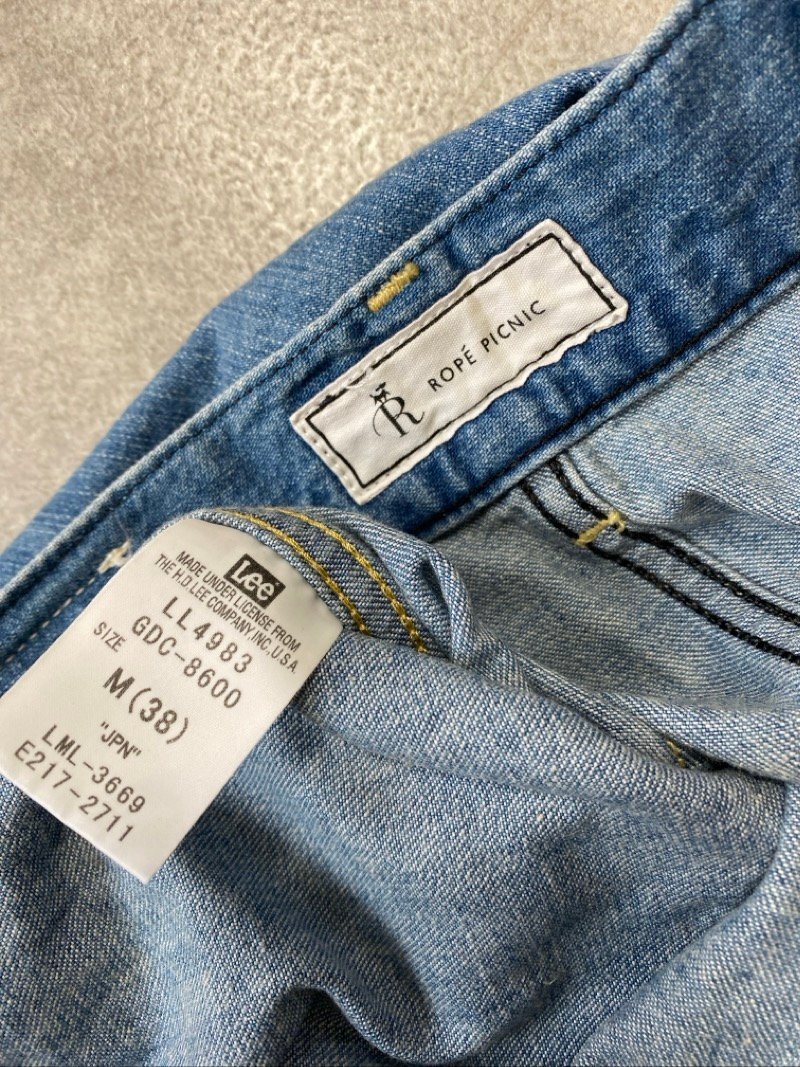 R ROPÉ PICNIC
Lee
MADE UNDER LICENSE FROM
THE H.D LEE COMPANY, INC, U.S.A.
LL4983
GDC-8600
SIZE
M(38)
"JPN"
LML-3669
E217-2711